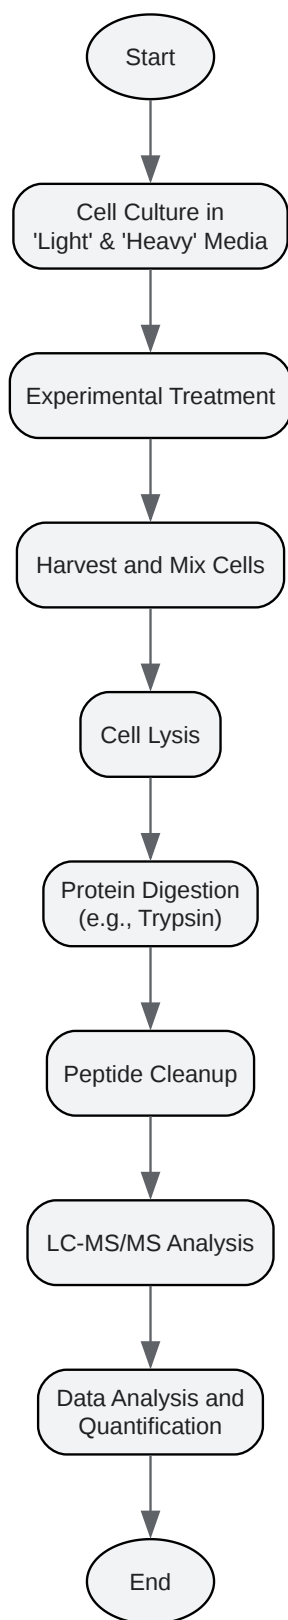 Start
Cell Culture in
'Light' & 'Heavy' Media
Experimental Treatment
Harvest and Mix Cells
Cell Lysis
Protein Digestion
(e.g., Trypsin)
Peptide Cleanup
LC-MS/MS Analysis
Data Analysis and
Quantification
End